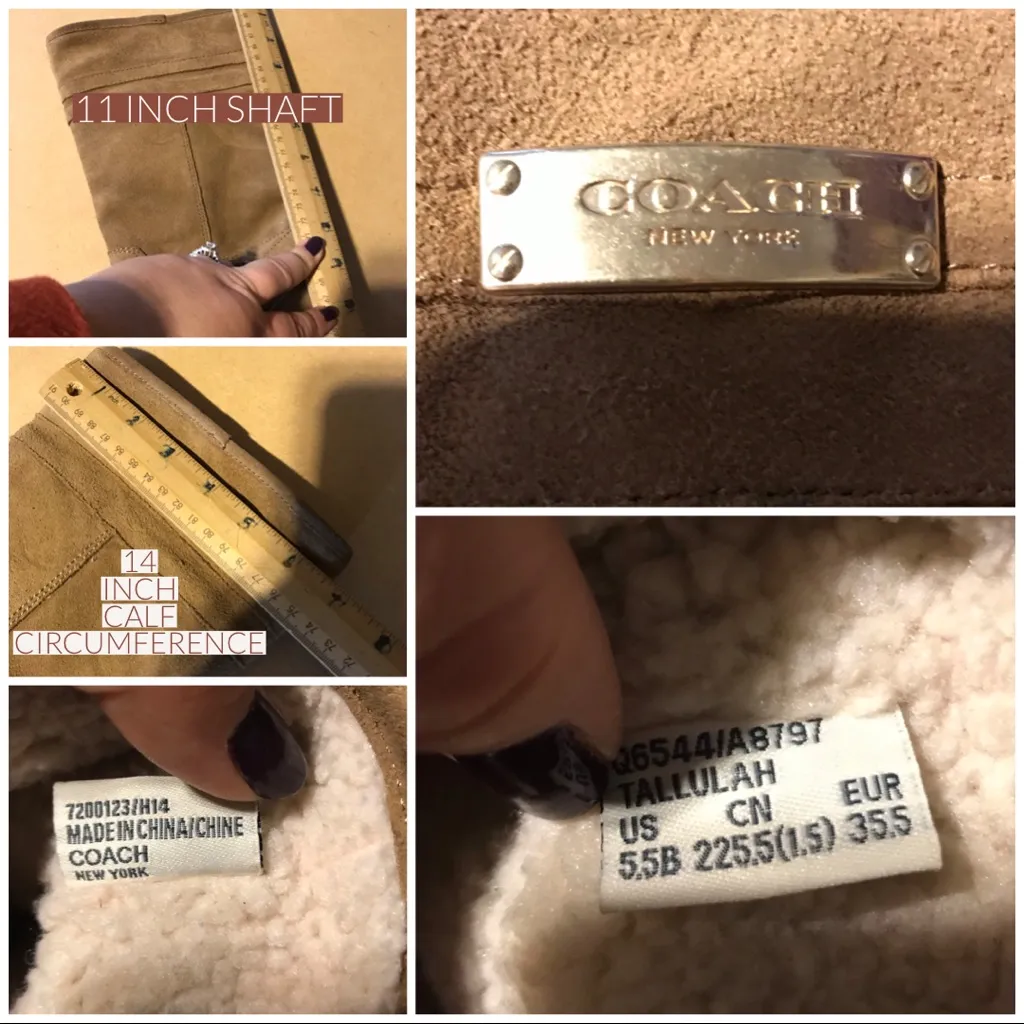 11 INCH SHAFT
COACH
NEW YORK
14
INCH
CALF
CIRCUMFERENCE
7200123/H14
MADE IN CHINA/CHINE
COACH
NEW YORK
Q6544/A8797
TALLULAH
US CN EUR
5.5B 225.5(1.5) 35.5